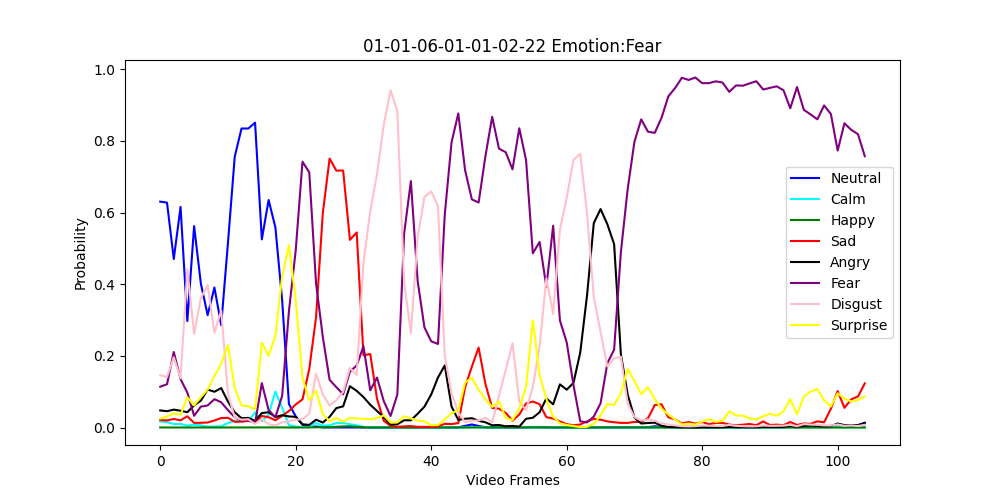 01-01-06-01-01-02-22 Emotion:Fear
1.0
0.8
0.6
0.4
0.2
0.0
Probability
0 20 40 60 80 100
Video Frames
Neutral
Calm
Happy
Sad
Angry
Fear
Disgust
Surprise